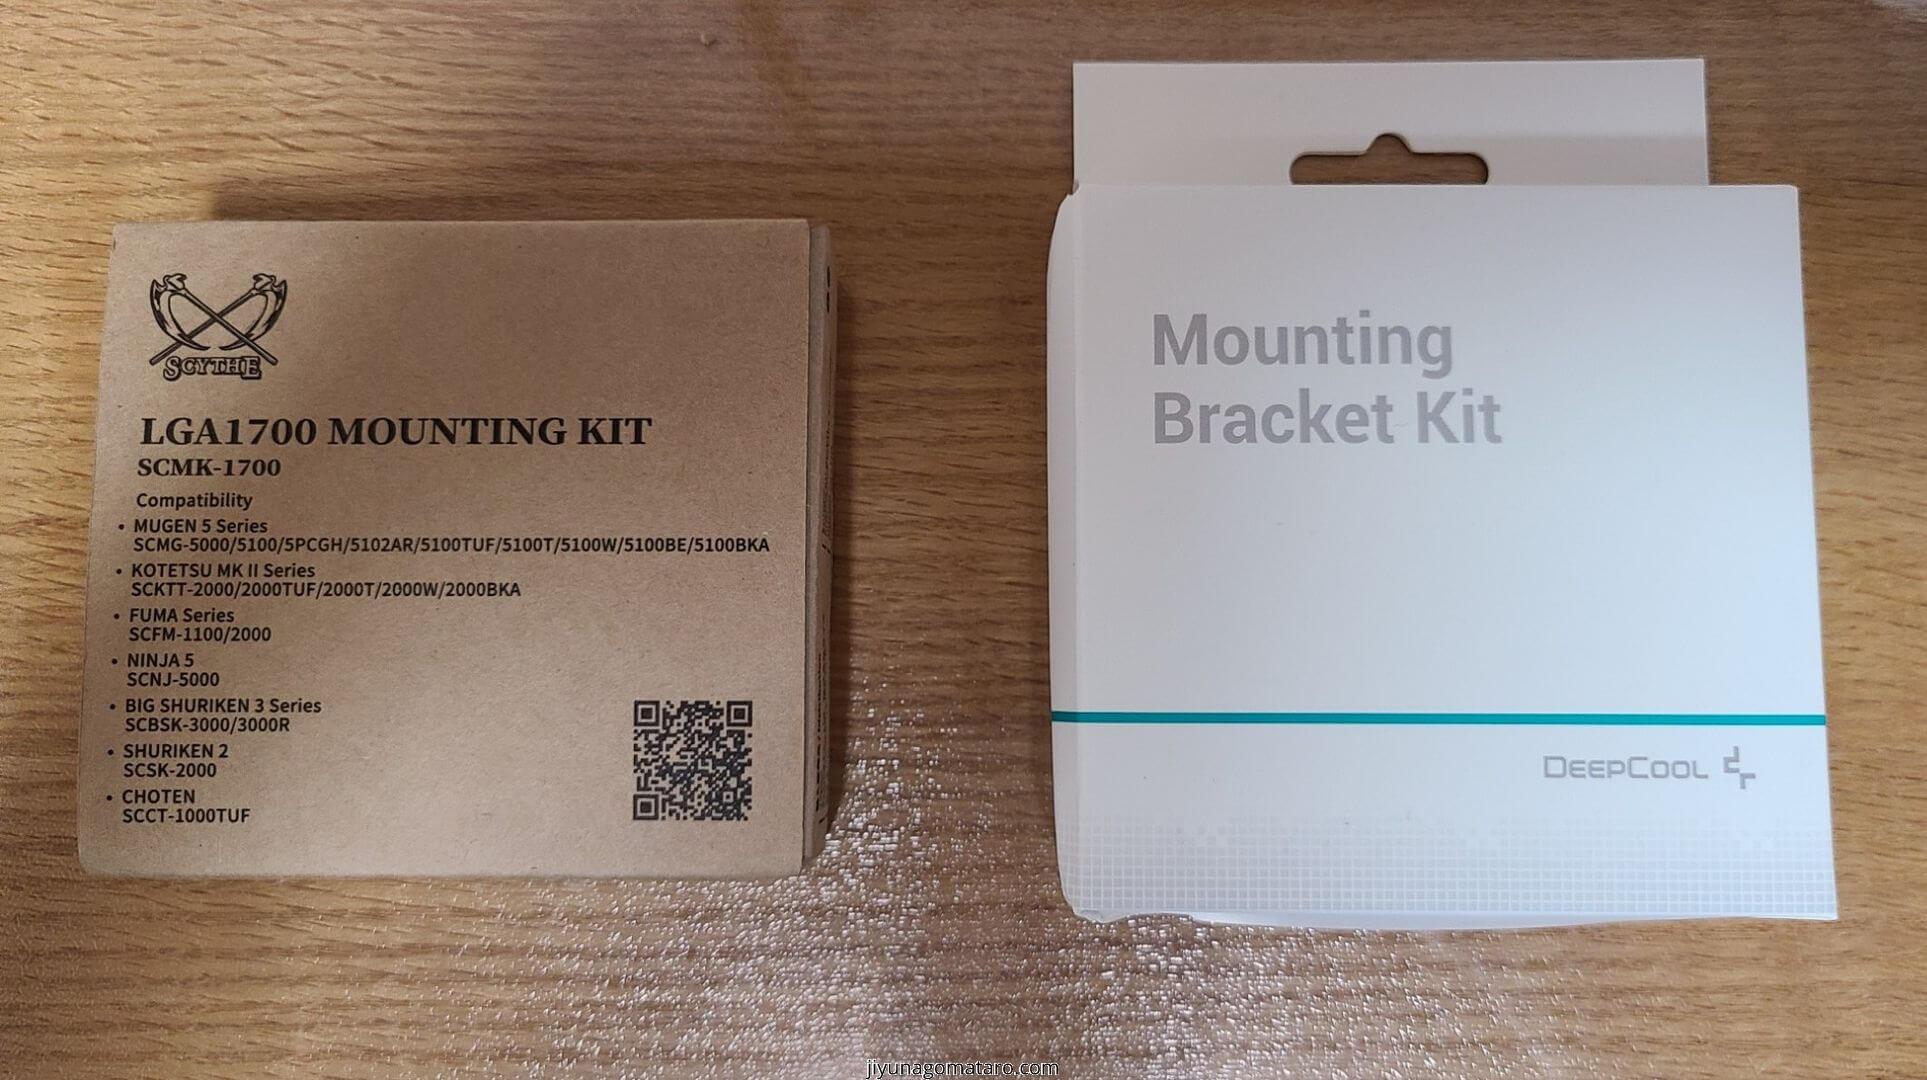 SCYTHE
LGA1700 MOUNTING KIT
SCMK-1700
Compatibility
• MUGEN 5 Series
SCMG-5000/5100/5PCGH/5102AR/5100TUF/5100T/5100W/5100BE/5100BKA
• KOTETSU MK II Series
SCKTT-2000/2000TUF/2000T/2000W/2000BKA
• FUMA Series
SCFM-1100/2000
• NINJA 5
SCNJ-5000
• BIG SHURIKEN 3 Series
SCBSK-3000/3000R
• SHURIKEN 2
SCSK-2000
• CHOTEN
SCCT-1000TUF
Mounting
Bracket Kit
DEEPCOOL
jiyunagomataro.com